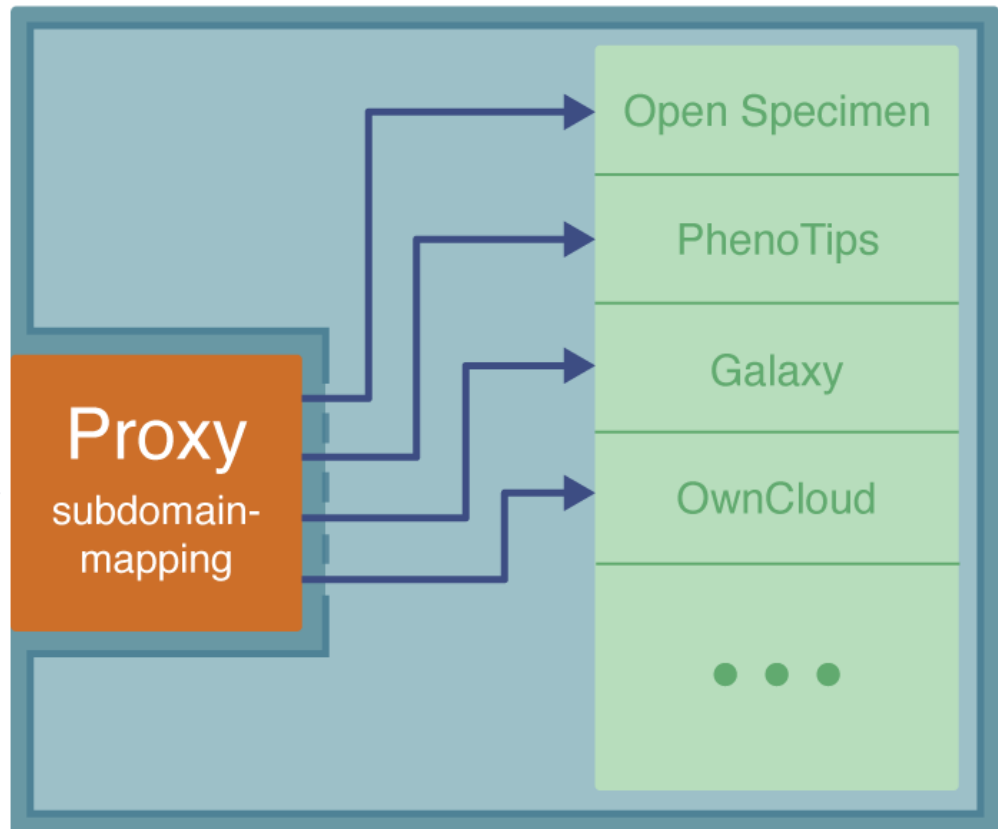 Open Specimen
PhenoTips
Galaxy
OwnCloud
Proxy
subdomain-
mapping